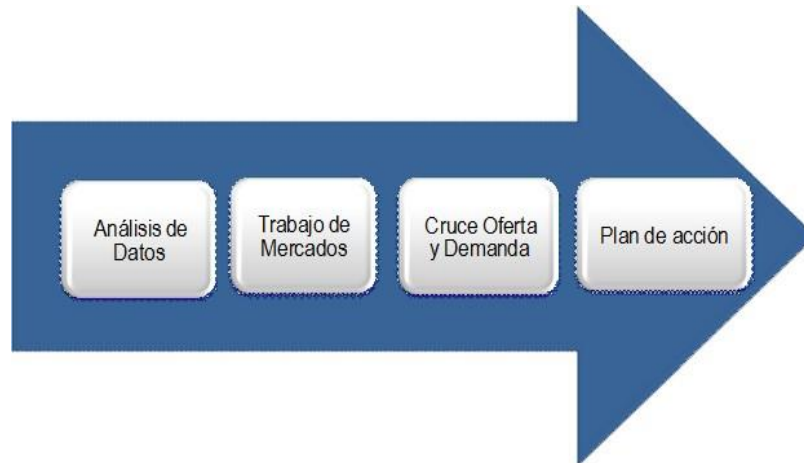 Análisis de
Datos
Trabajo de
Mercados
Cruce Oferta
y Demanda
Plan de acción